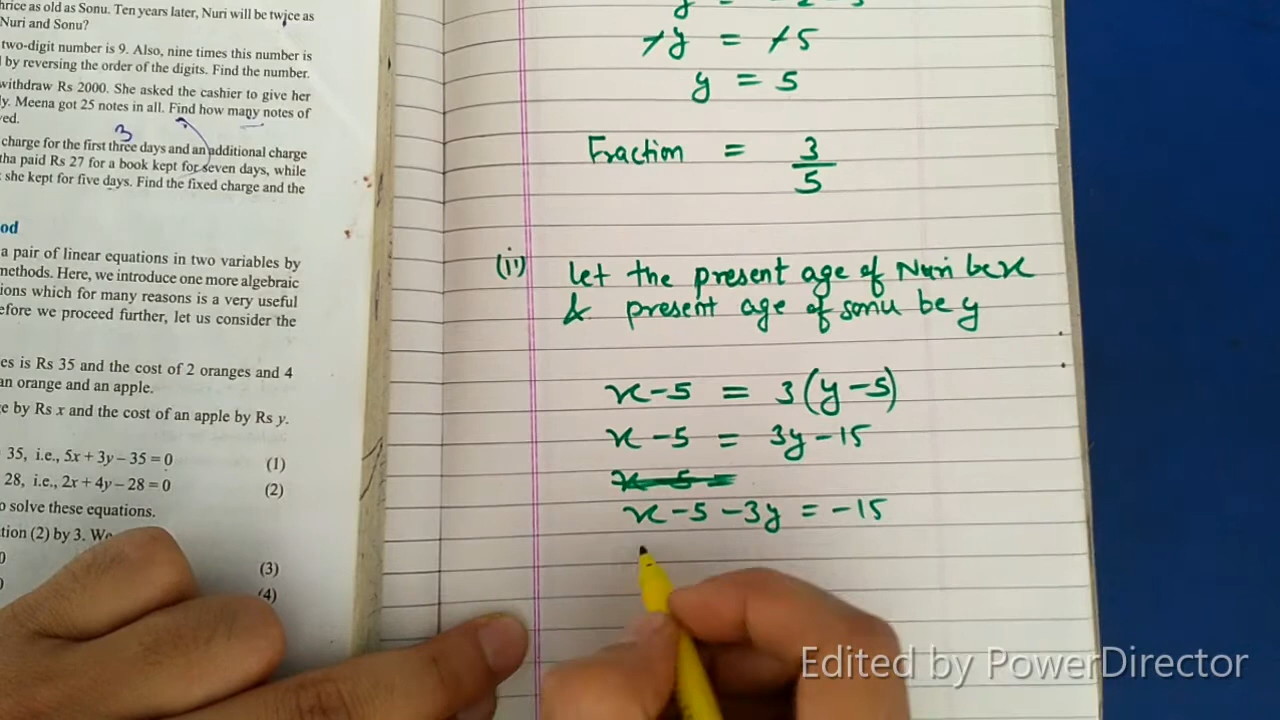 hrice as old as Sonu. Ten years later, Nuri will be twice as
Nuri and Sonu?
two-digit number is 9. Also, nine times this number is
by reversing the order of the digits. Find the number.
withdraw Rs 2000. She asked the cashier to give her
ly. Meena got 25 notes in all. Find how many notes of
ved.
3
charge for the first three days and an additional charge
tha paid Rs 27 for a book kept for seven days, while
she kept for five days. Find the fixed charge and the
od
a pair of linear equations in two variables by
methods. Here, we introduce one more algebraic
ions which for many reasons is a very useful
efore we proceed further, let us consider the
es is Rs 35 and the cost of 2 oranges and 4
an orange and an apple.
e by Rs x and the cost of an apple by Rs y.
35, i.e., 5x + 3y – 35 = 0 (1)
28, i.e., 2x + 4y – 28 = 0 (2)
o solve these equations.
tion (2) by 3. We
0 (3)
) (4)
y = 5
Fraction = 3/5
(ii) Let the present age of Nuri be x
& present age of sonu be y
x – 5 = 3(y – 5)
x – 5 = 3y – 15
x – 5 =
x – 5 – 3y = – 15
Edited by PowerDirector